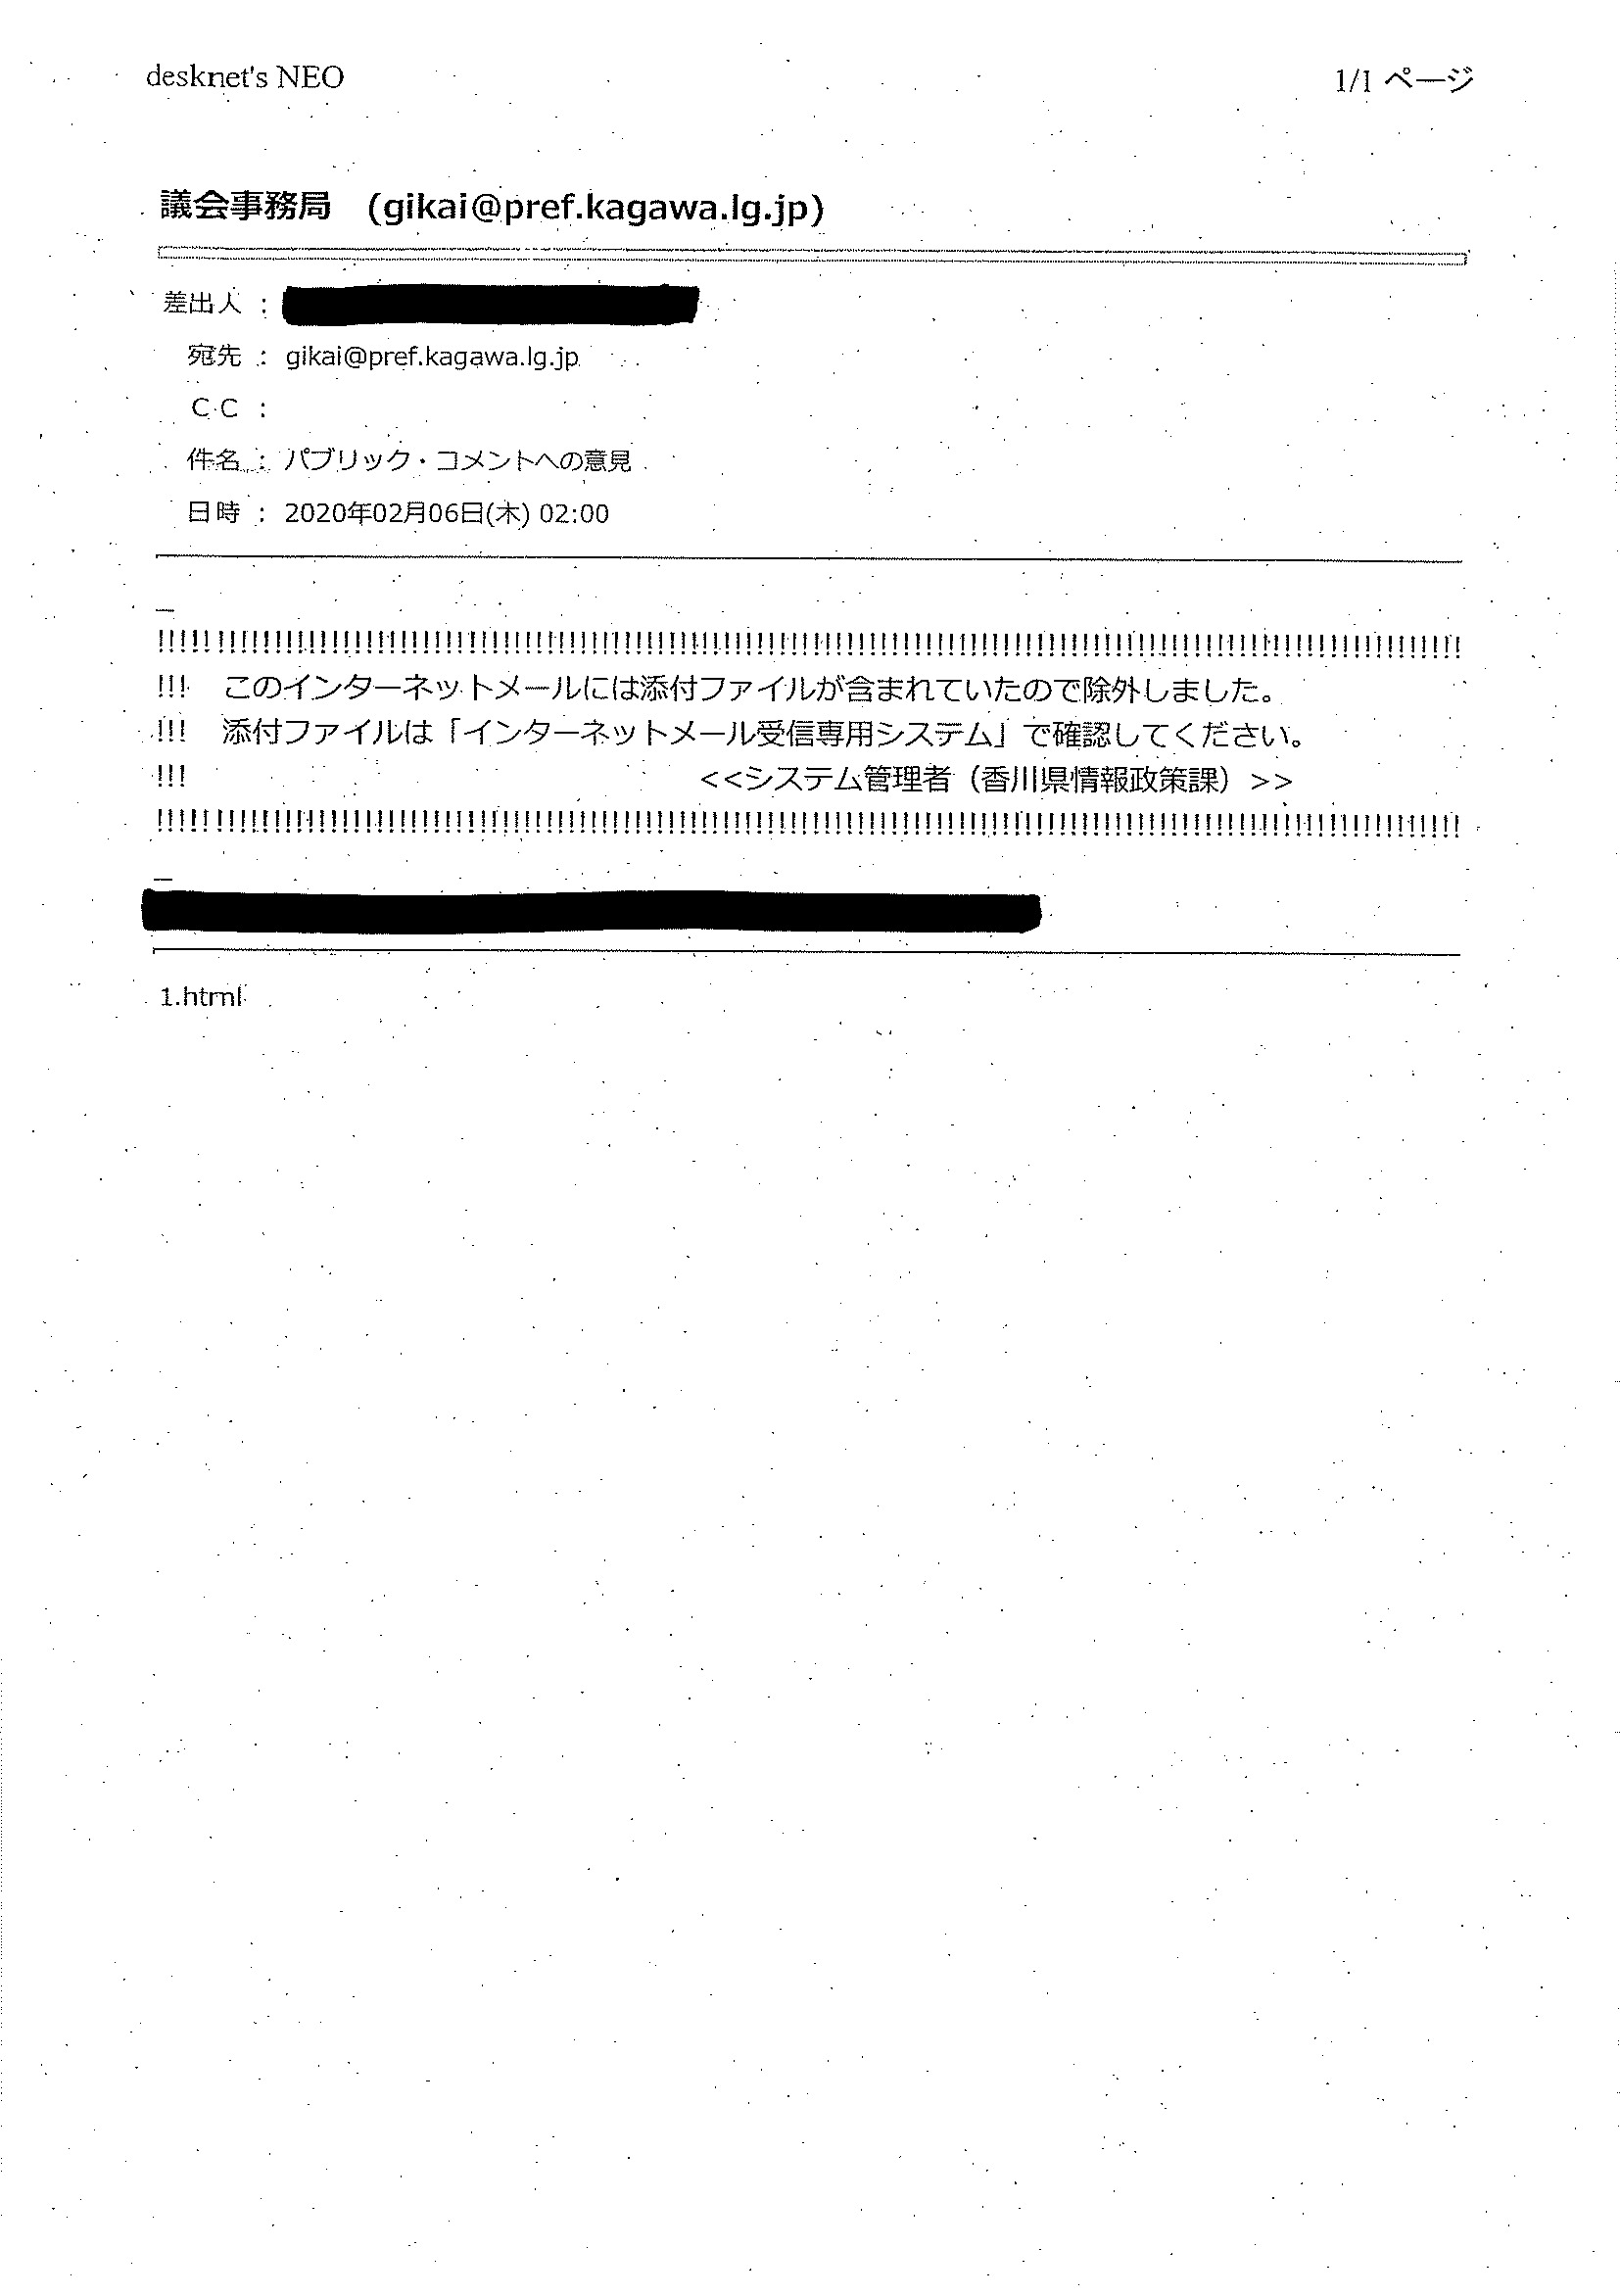 desknet's NEO
1/1 ページ
議会事務局 (gikai@pref.kagawa.lg.jp)
差出人 :
宛先 : gikai@pref.kagawa.lg.jp
CC :
件名 : パブリック・コメントへの意見
日時 : 2020年02月06日(木) 02:00
!!!!!!!!!!!!!!!!!!!!!!!!!!!!!!!!!!!!!!!!!!!!!!!!!!!!!!!!!!!!!!!!!!!!!!!!!!!!!!!!!!!!!!!!!!!!!!!!!!!!!!!!!!!!!!
!!! このインターネットメールには添付ファイルが含まれていたので除外しました。
!!! 添付ファイルは「インターネットメール受信専用システム」で確認してください。
!!! <<システム管理者（香川県情報政策課）>>
!!!!!!!!!!!!!!!!!!!!!!!!!!!!!!!!!!!!!!!!!!!!!!!!!!!!!!!!!!!!!!!!!!!!!!!!!!!!!!!!!!!!!!!!!!!!!!!!!!!!!!!!!!!!!!
1.html